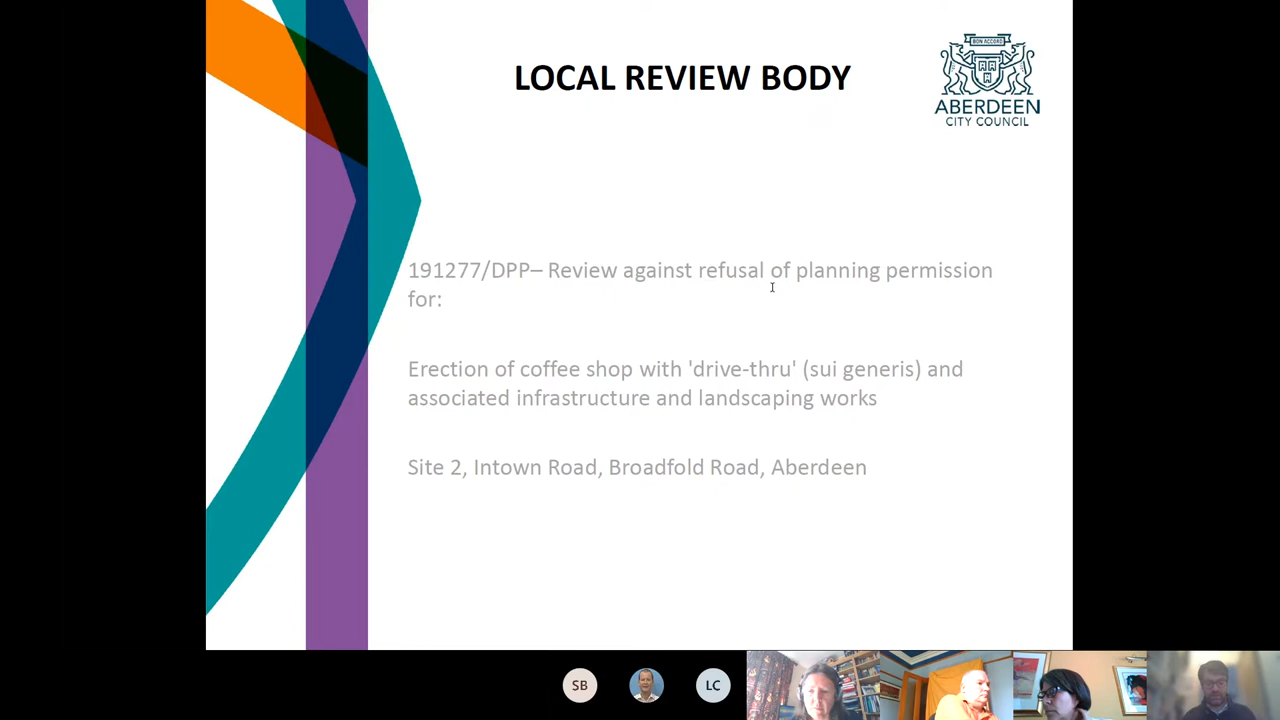 LOCAL REVIEW BODY
BON ACCORD
ABERDEEN
CITY COUNCIL
191277/DPP– Review against refusal of planning permission
for:
Erection of coffee shop with 'drive-thru' (sui generis) and
associated infrastructure and landscaping works
Site 2, Intown Road, Broadfold Road, Aberdeen
SB
LC